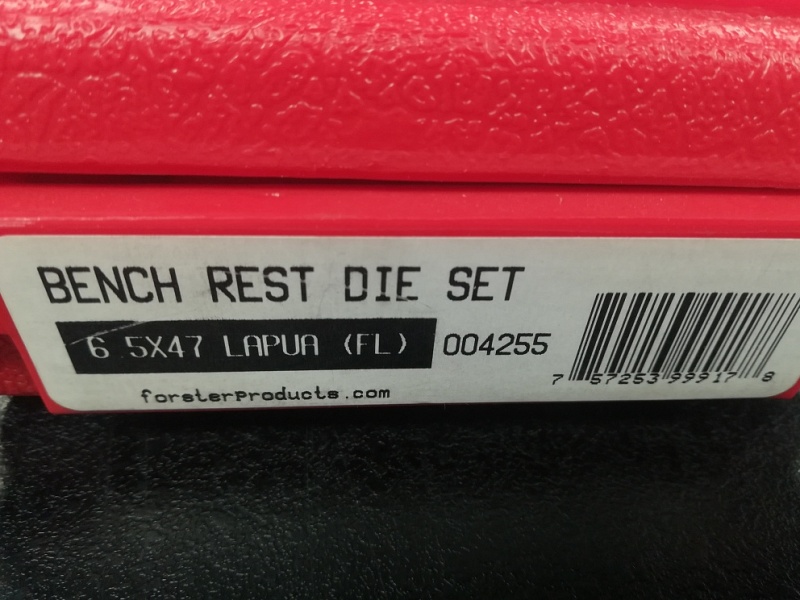 BENCH REST DIE SET
6.5X47 LAPUA (FL) 004255
forsterproducts.com
7 57253 99917 8